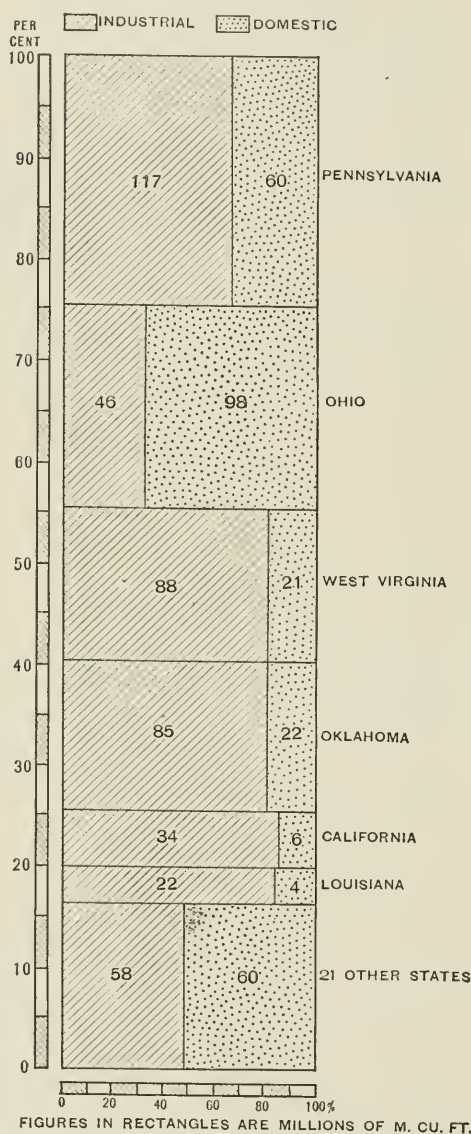 PER
CENT
INDUSTRIAL DOMESTIC
100
90
80
70
60
50
40
30
20
10
0
117 60 PENNSYLVANIA
46 98 OHIO
88 21 WEST VIRGINIA
85 22 OKLAHOMA
34 6 CALIFORNIA
22 4 LOUISIANA
58 60 21 OTHER STATES
0 20 40 60 80 100%
FIGURES IN RECTANGLES ARE MILLIONS OF M. CU. FT.